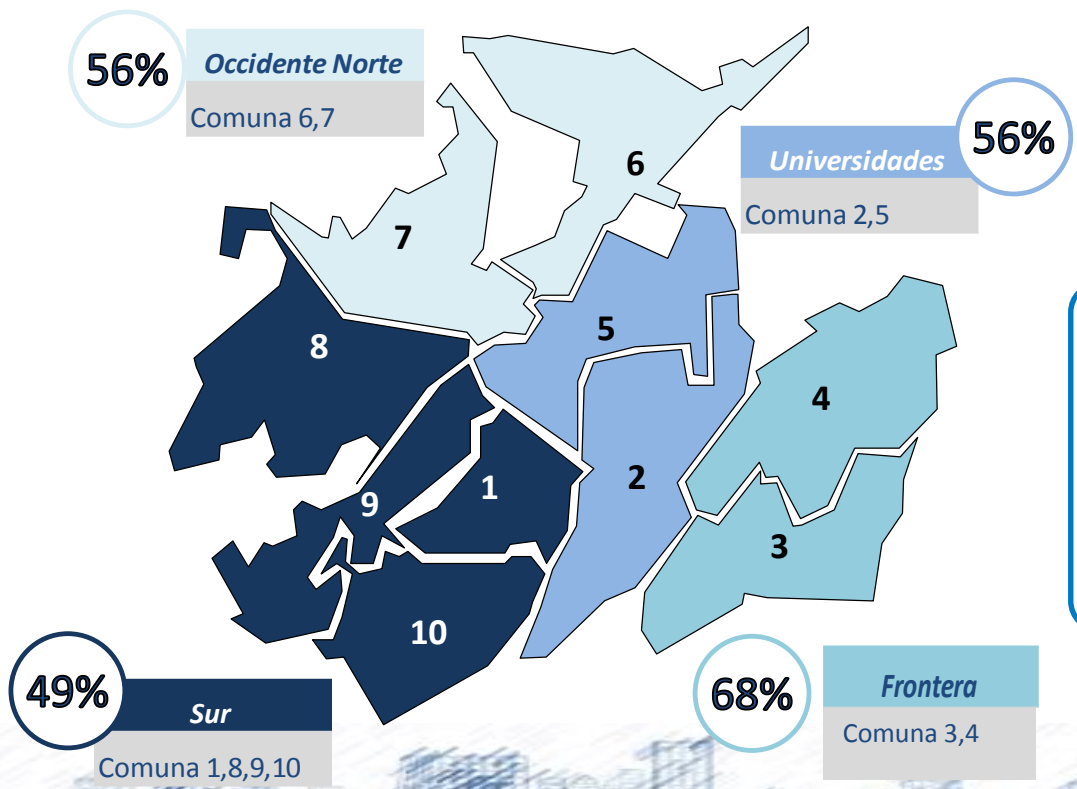 56%
Occidente Norte
Comuna 6,7
56%
Universidades
Comuna 2,5
6
7
8
5
4
9
1
2
3
10
49%
Sur
Comuna 1,8,9,10
68%
Frontera
Comuna 3,4